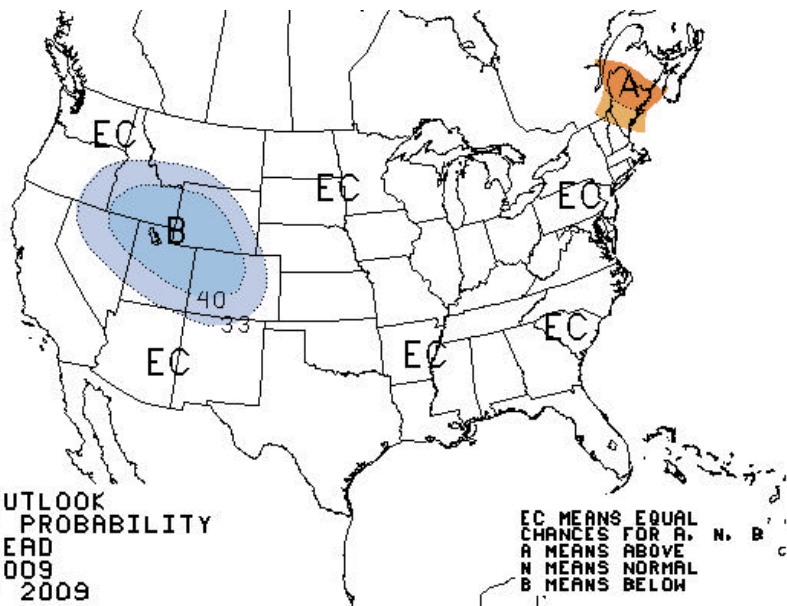 A
EC
EC
EC
B
40
33
EC
EC
EC
UTLOOK
PROBABILITY
EAD
009
2009
EC MEANS EQUAL
CHANCES FOR A, N, B
A MEANS ABOVE
N MEANS NORMAL
B MEANS BELOW
C